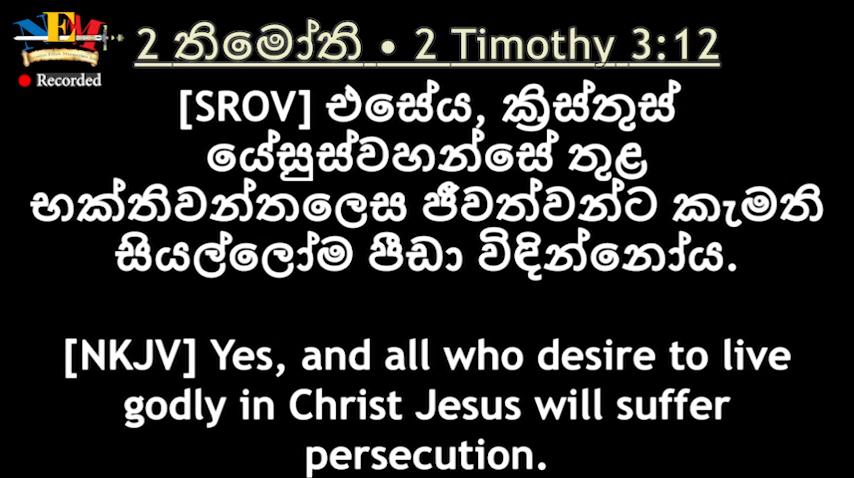 NEM
Recorded
2 තිමෝති • 2 Timothy 3:12
[SROV] එසේය, ක්‍රිස්තුස්
යේසුස්වහන්සේ තුළ
භක්තිවන්තලෙස ජීවත්වන්ට කැමති
සියල්ලෝම පීඩා විඳින්නෝය.
[NKJV] Yes, and all who desire to live
godly in Christ Jesus will suffer
persecution.